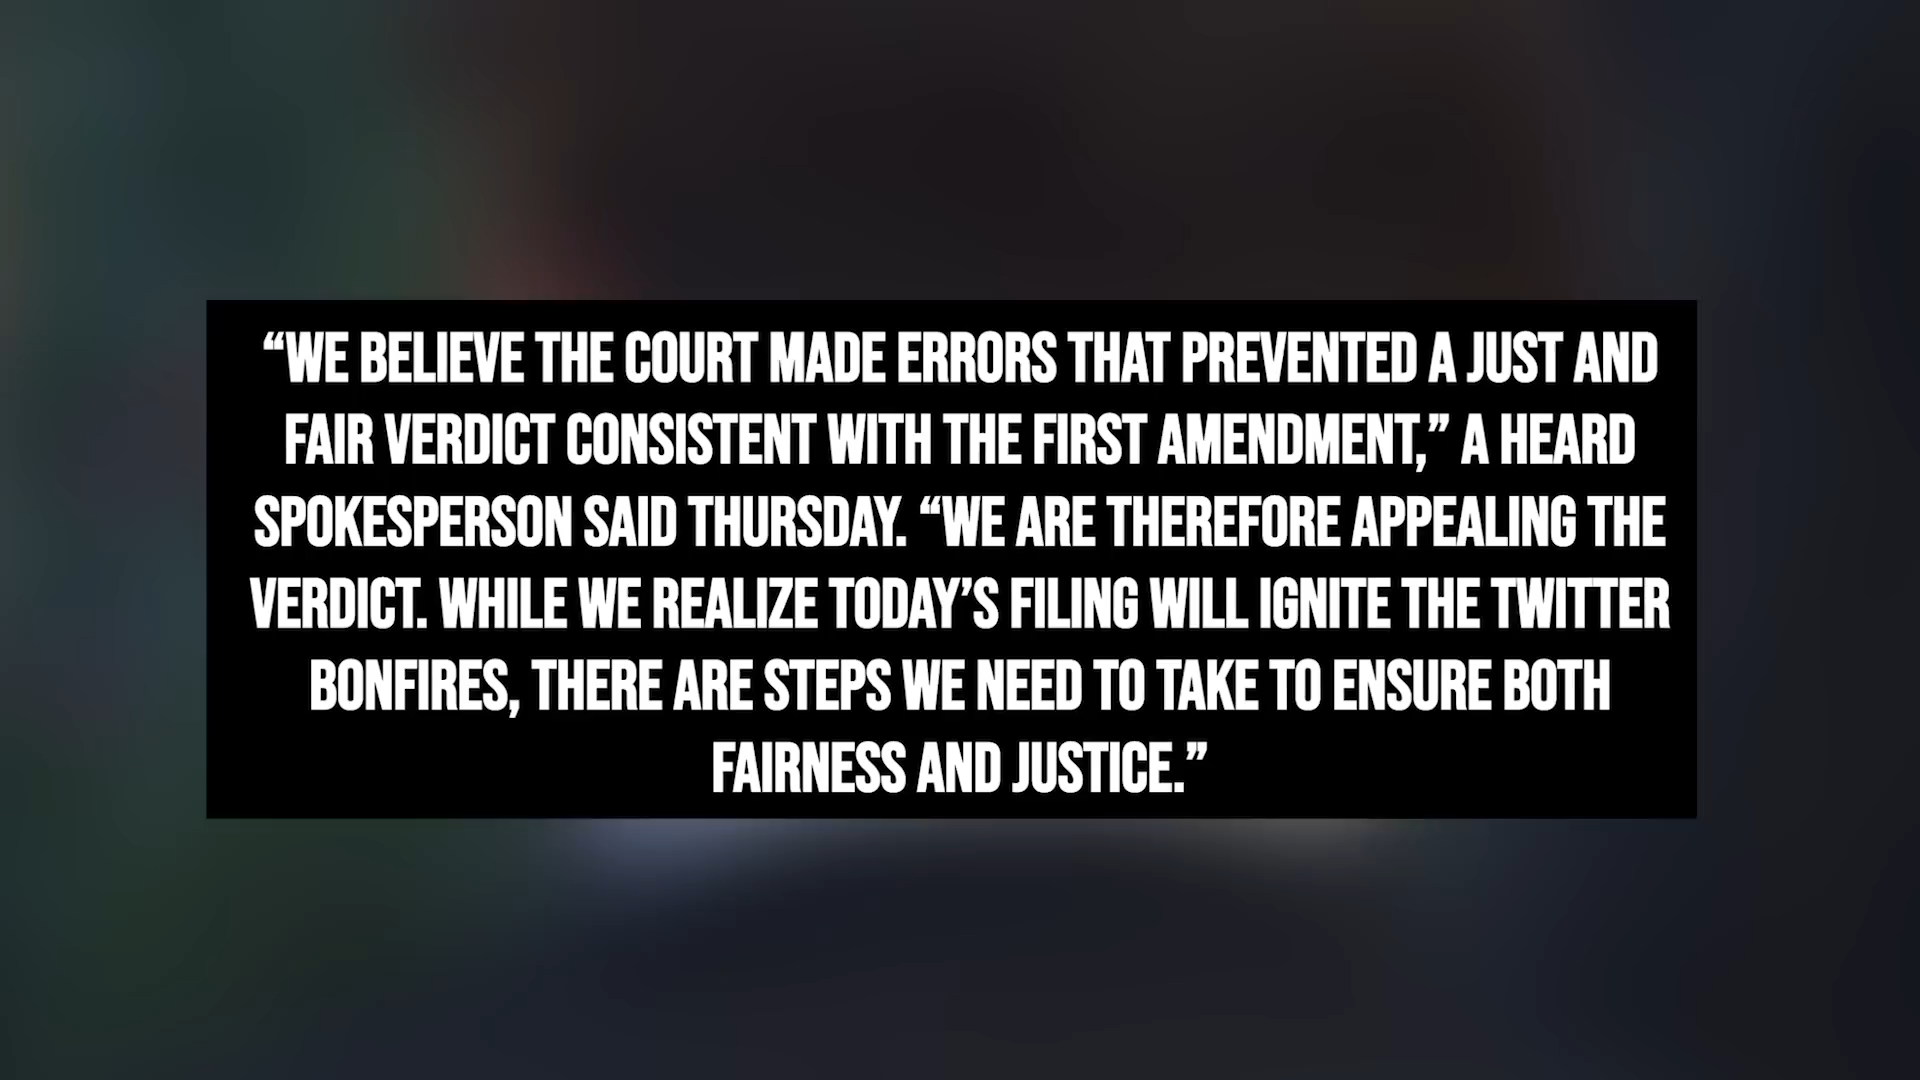 “WE BELIEVE THE COURT MADE ERRORS THAT PREVENTED A JUST AND
FAIR VERDICT CONSISTENT WITH THE FIRST AMENDMENT,” A HEARD
SPOKESPERSON SAID THURSDAY. “WE ARE THEREFORE APPEALING THE
VERDICT. WHILE WE REALIZE TODAY’S FILING WILL IGNITE THE TWITTER
BONFIRES, THERE ARE STEPS WE NEED TO TAKE TO ENSURE BOTH
FAIRNESS AND JUSTICE.”